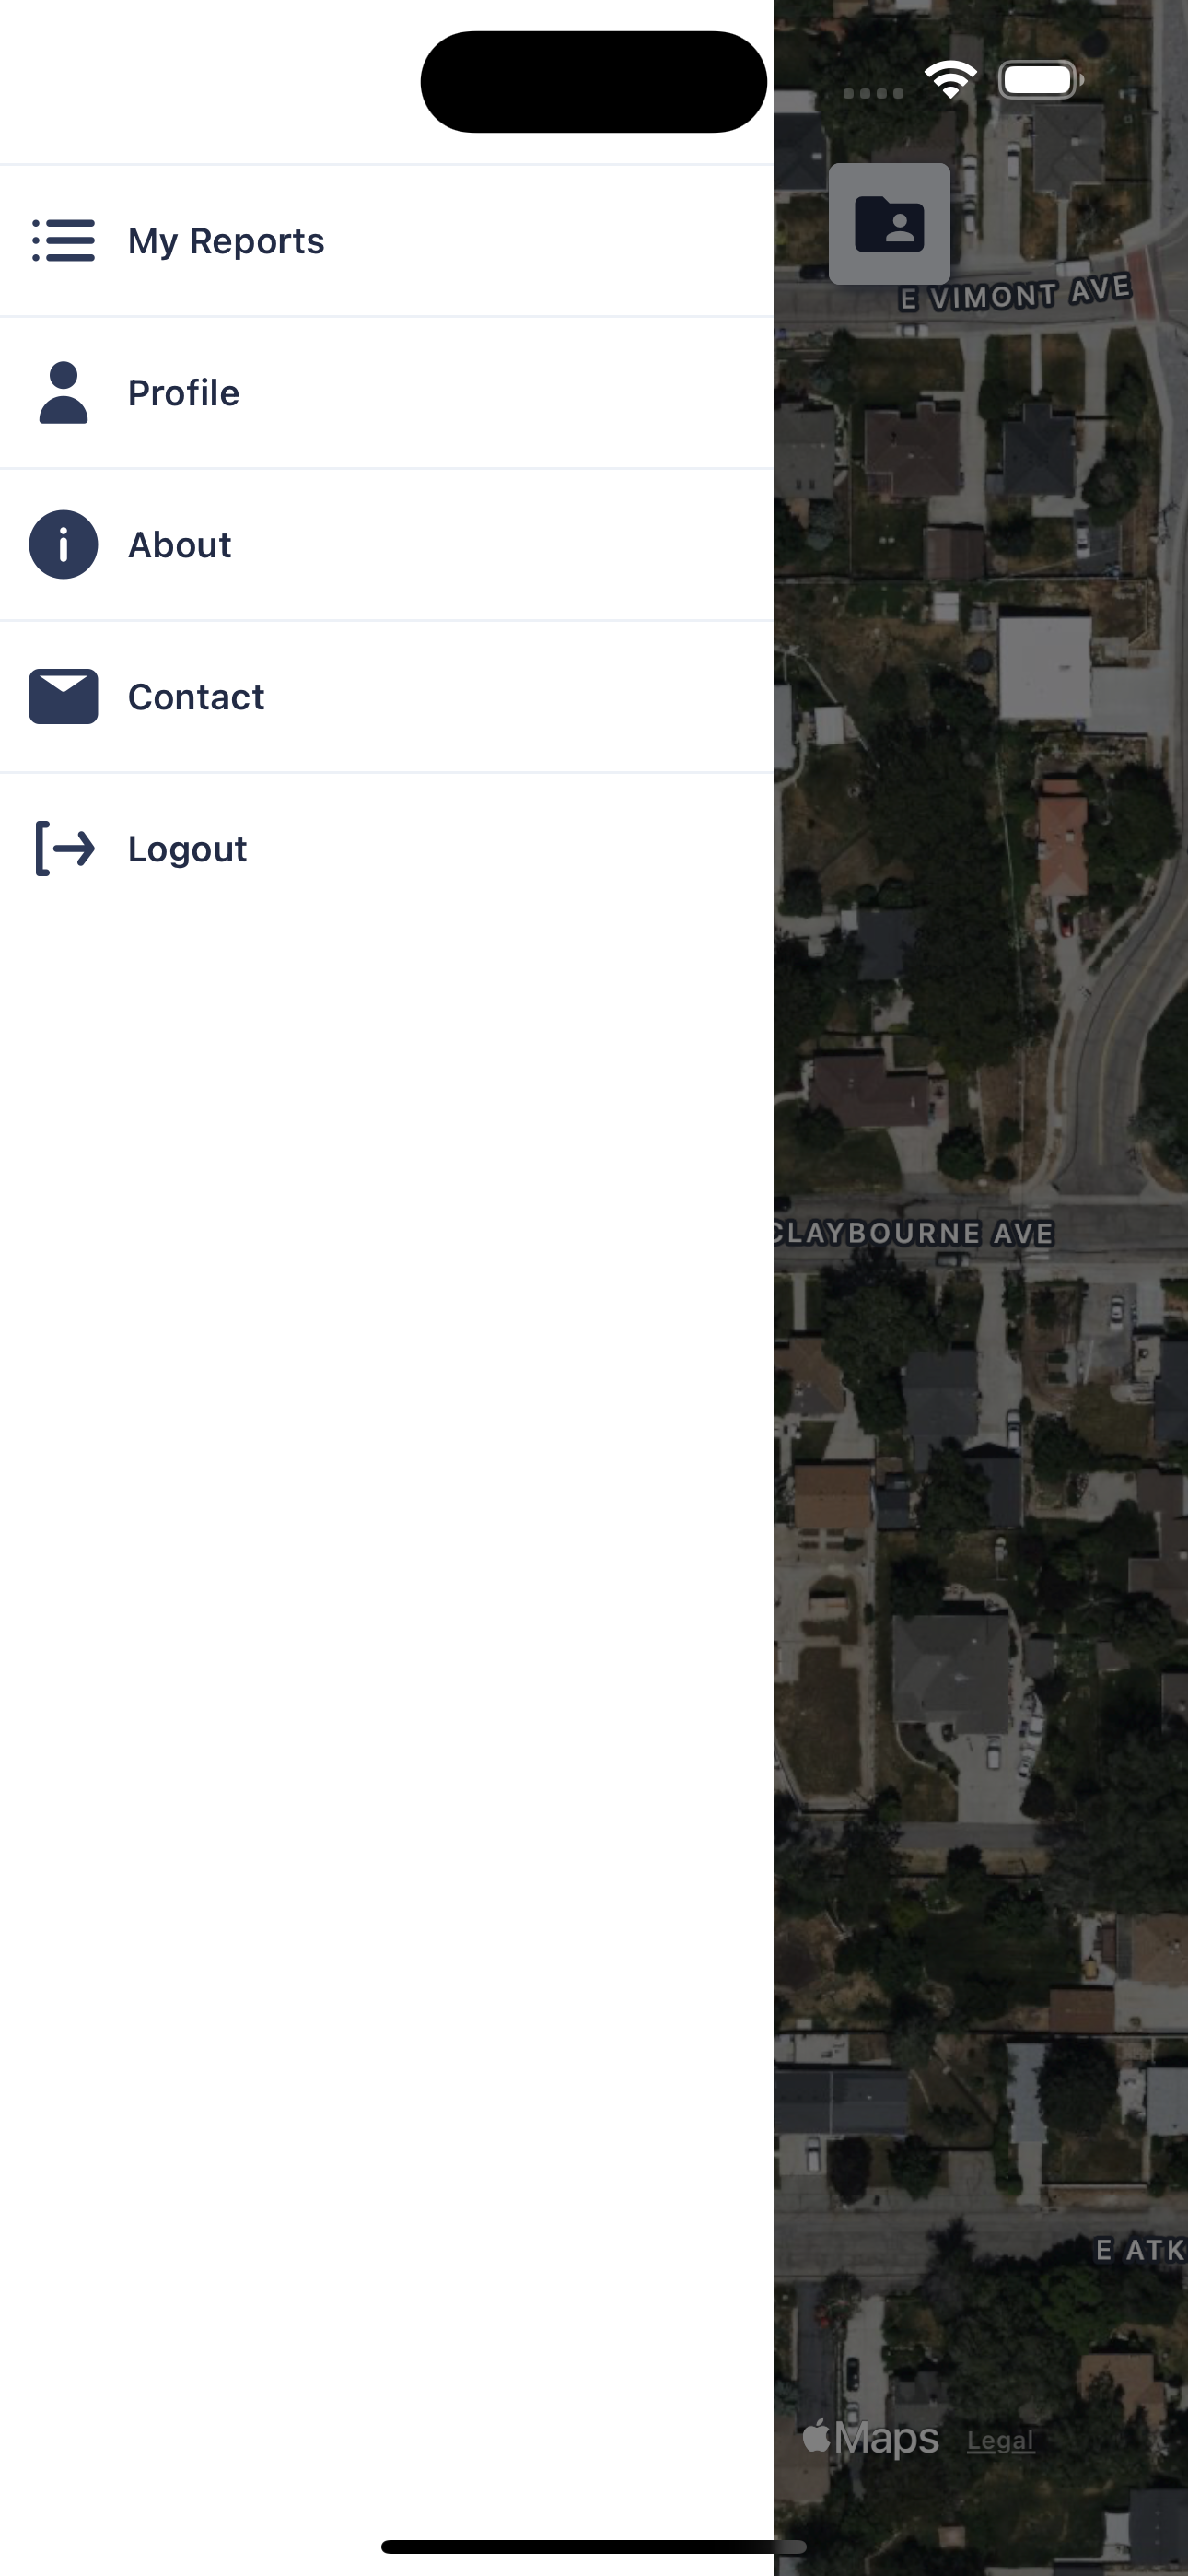 My Reports
E VIMONT AVE
Profile
About
Contact
Logout
CLAYBOURNE AVE
E ATK
Maps Legal